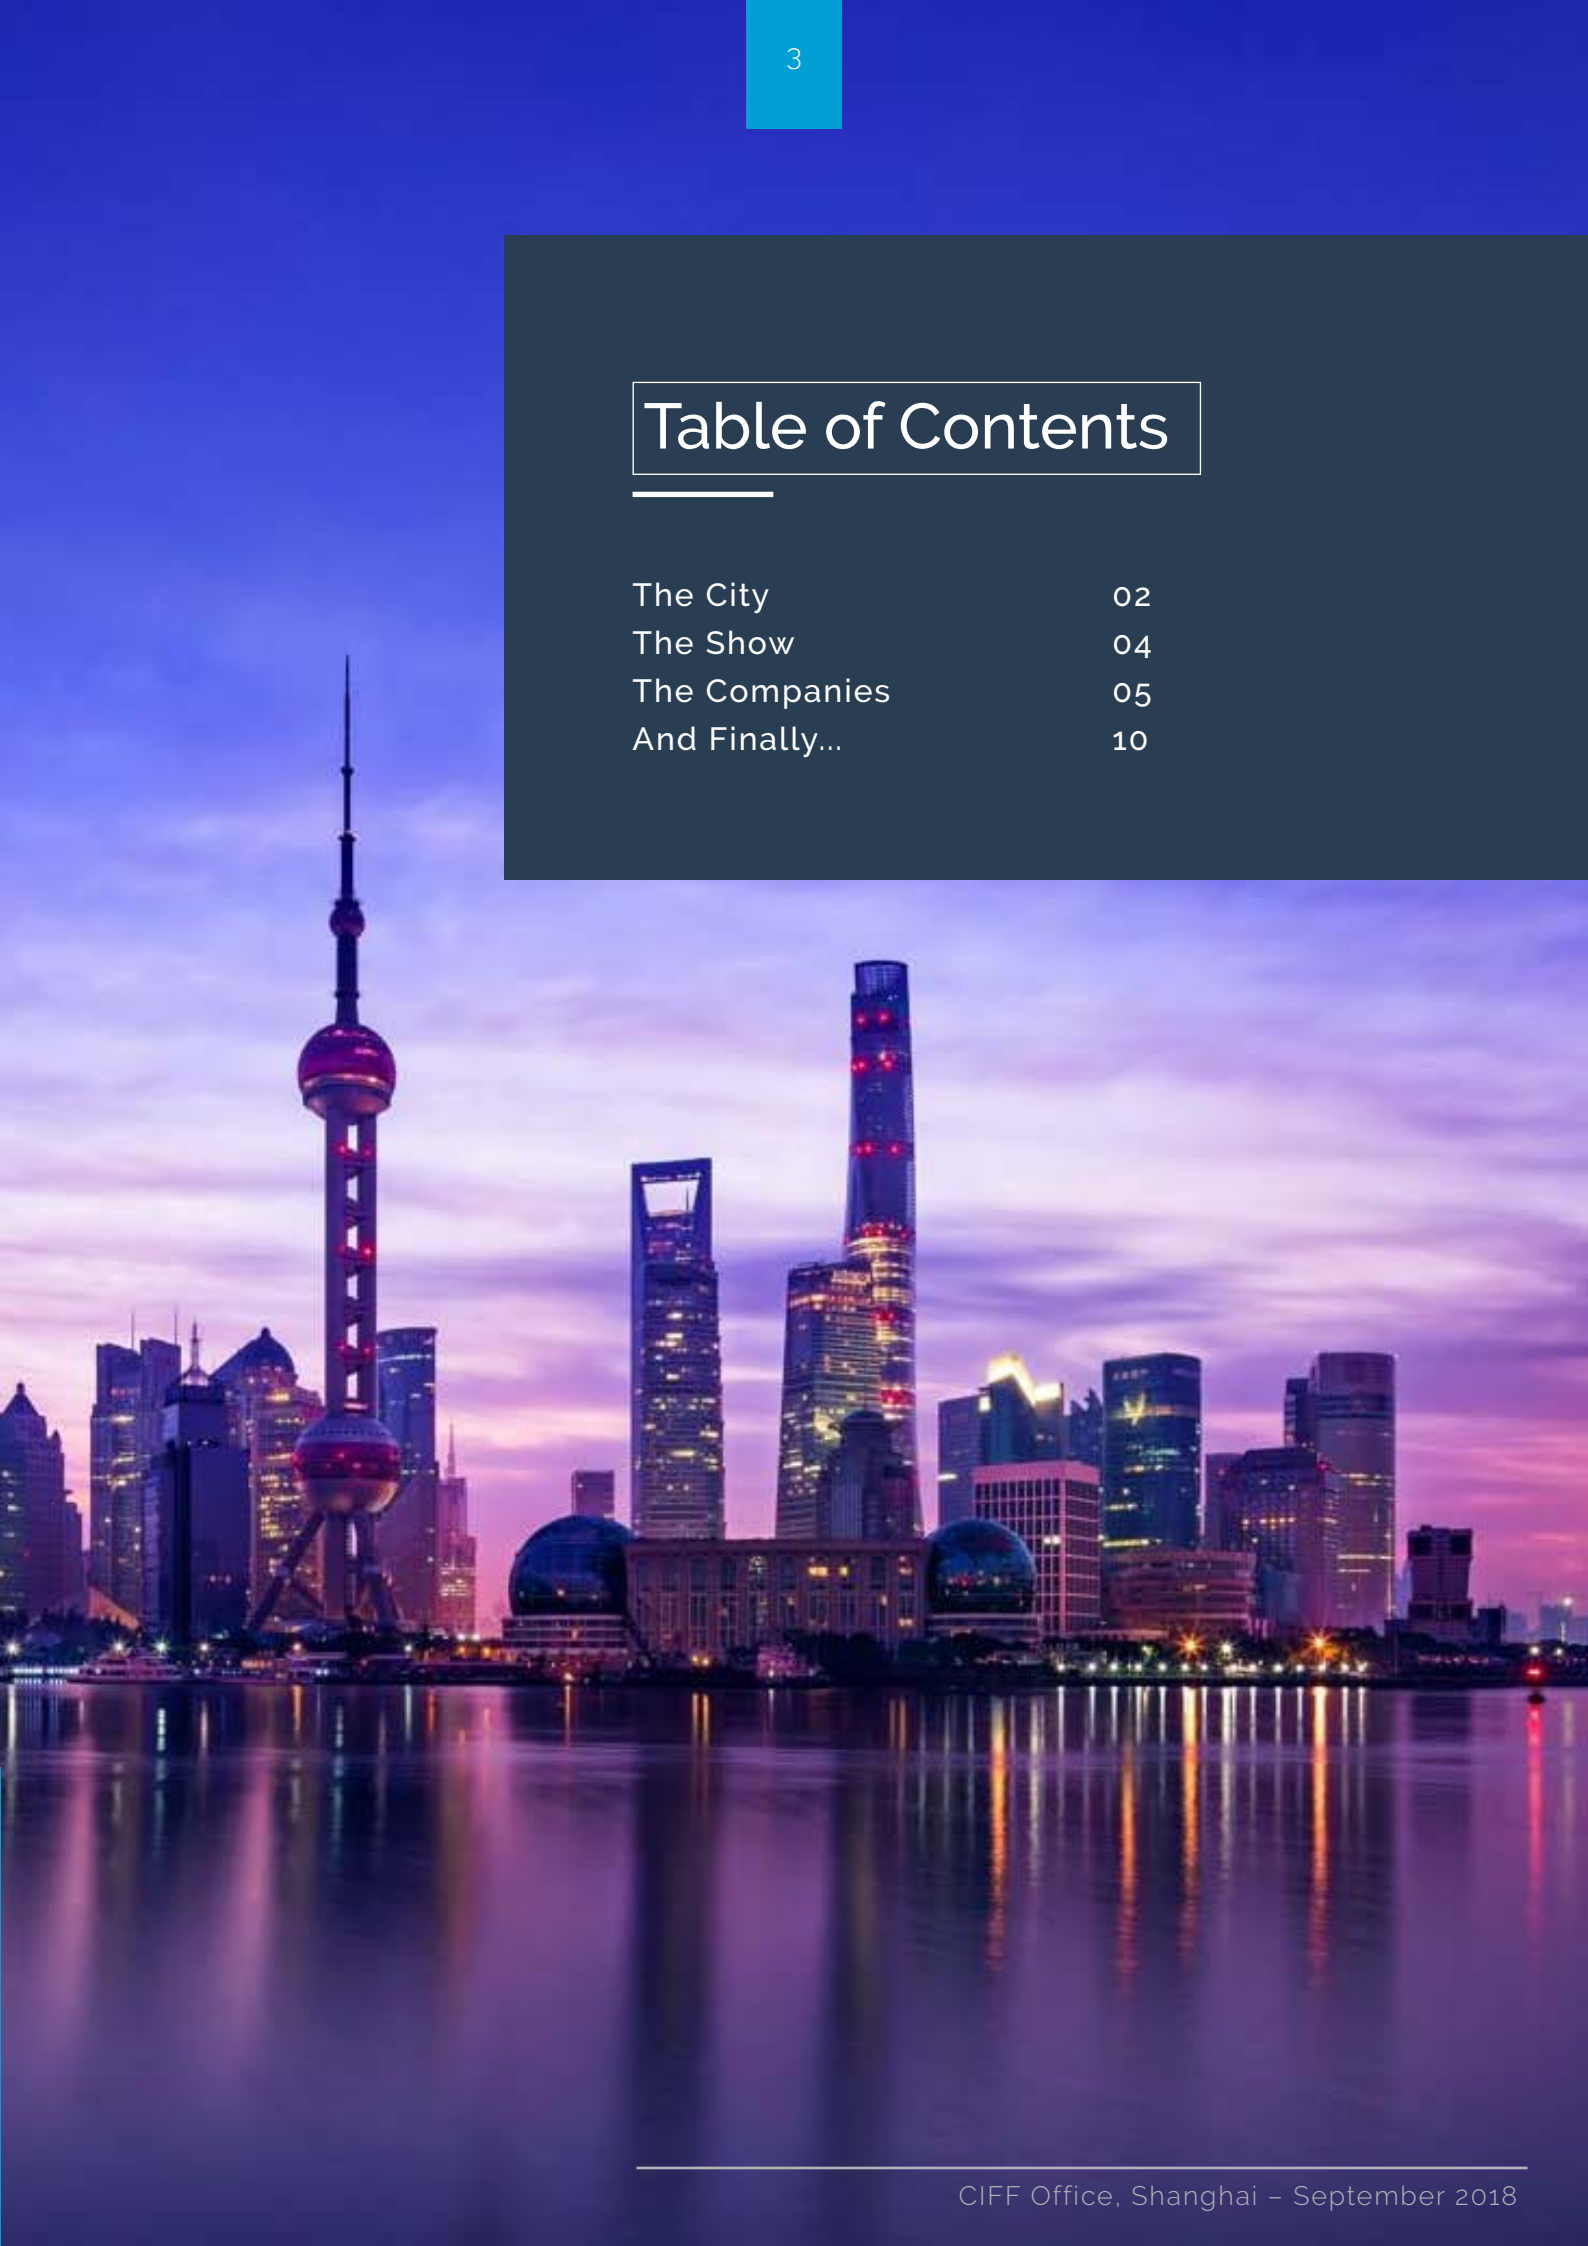 3
Table of Contents
The City 02
The Show 04
The Companies 05
And Finally... 10
CIFF Office, Shanghai – September 2018